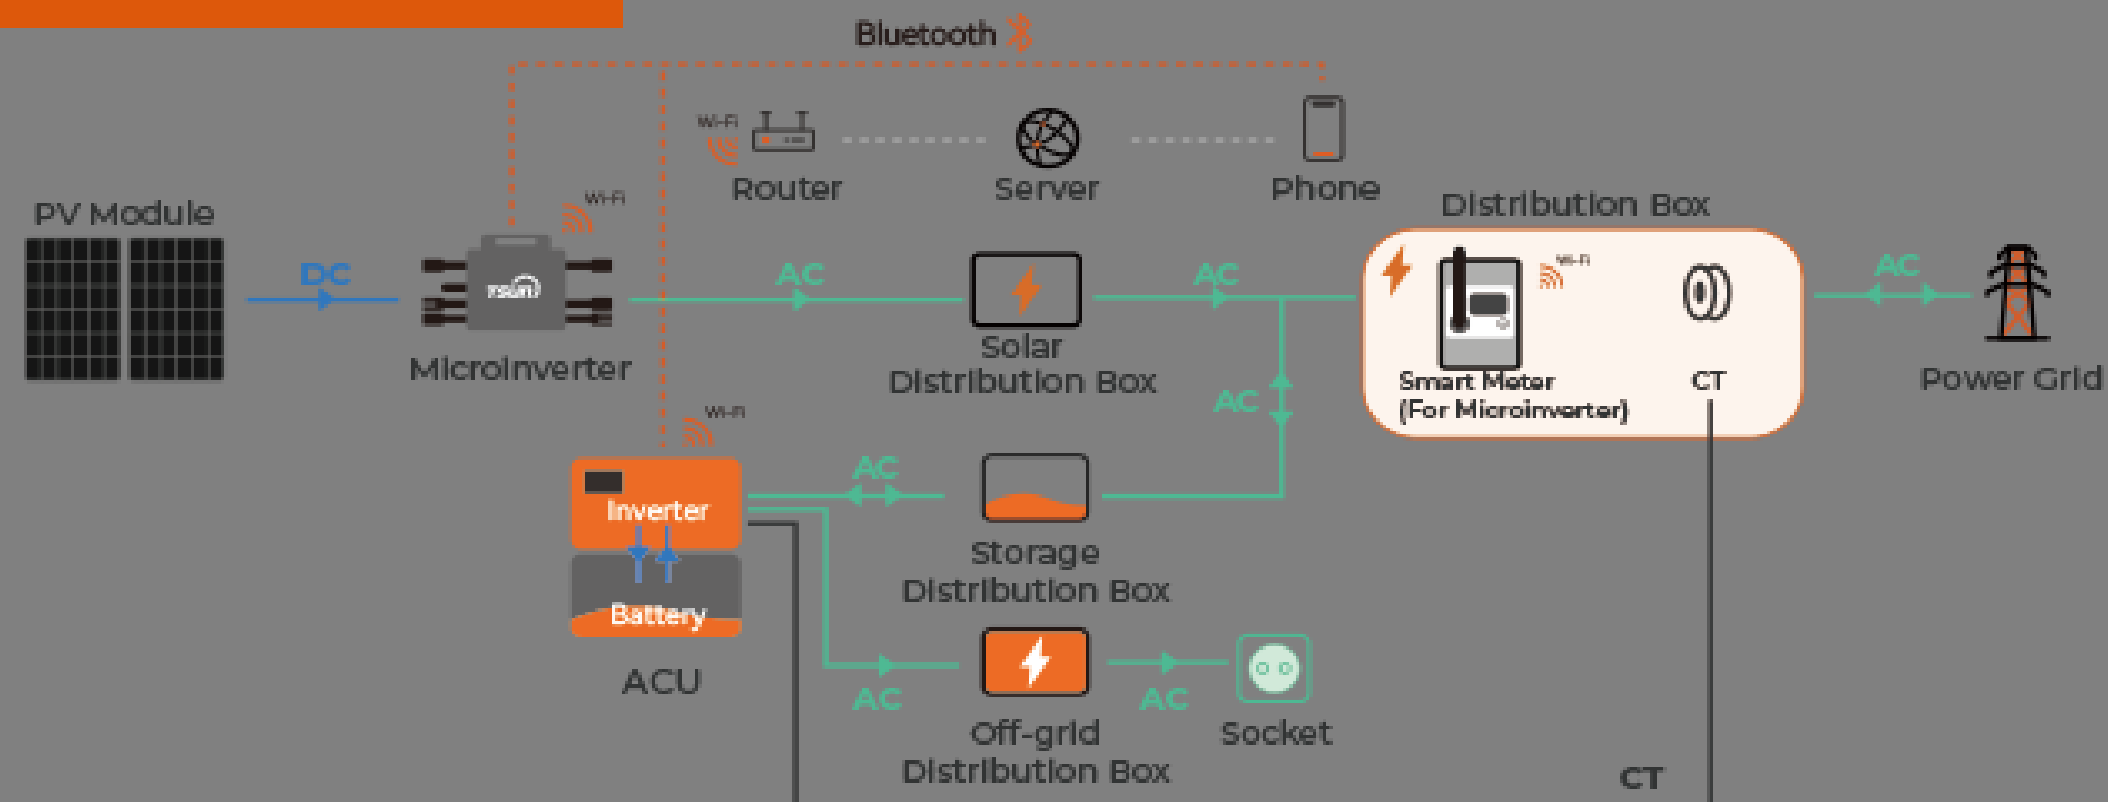 Bluetooth
Wi-Fi
Router
Server
Phone
PV Module
Wi-Fi
Distribution Box
DC
TSUN
AC
AC
Wi-Fi
AC
Microinverter
Solar
Distribution Box
Smart Meter
(For Microinverter)
CT
Power Grid
AC
Wi-Fi
AC
Inverter
Storage
Distribution Box
Battery
ACU
AC
AC
Off-grid
Distribution Box
Socket
CT